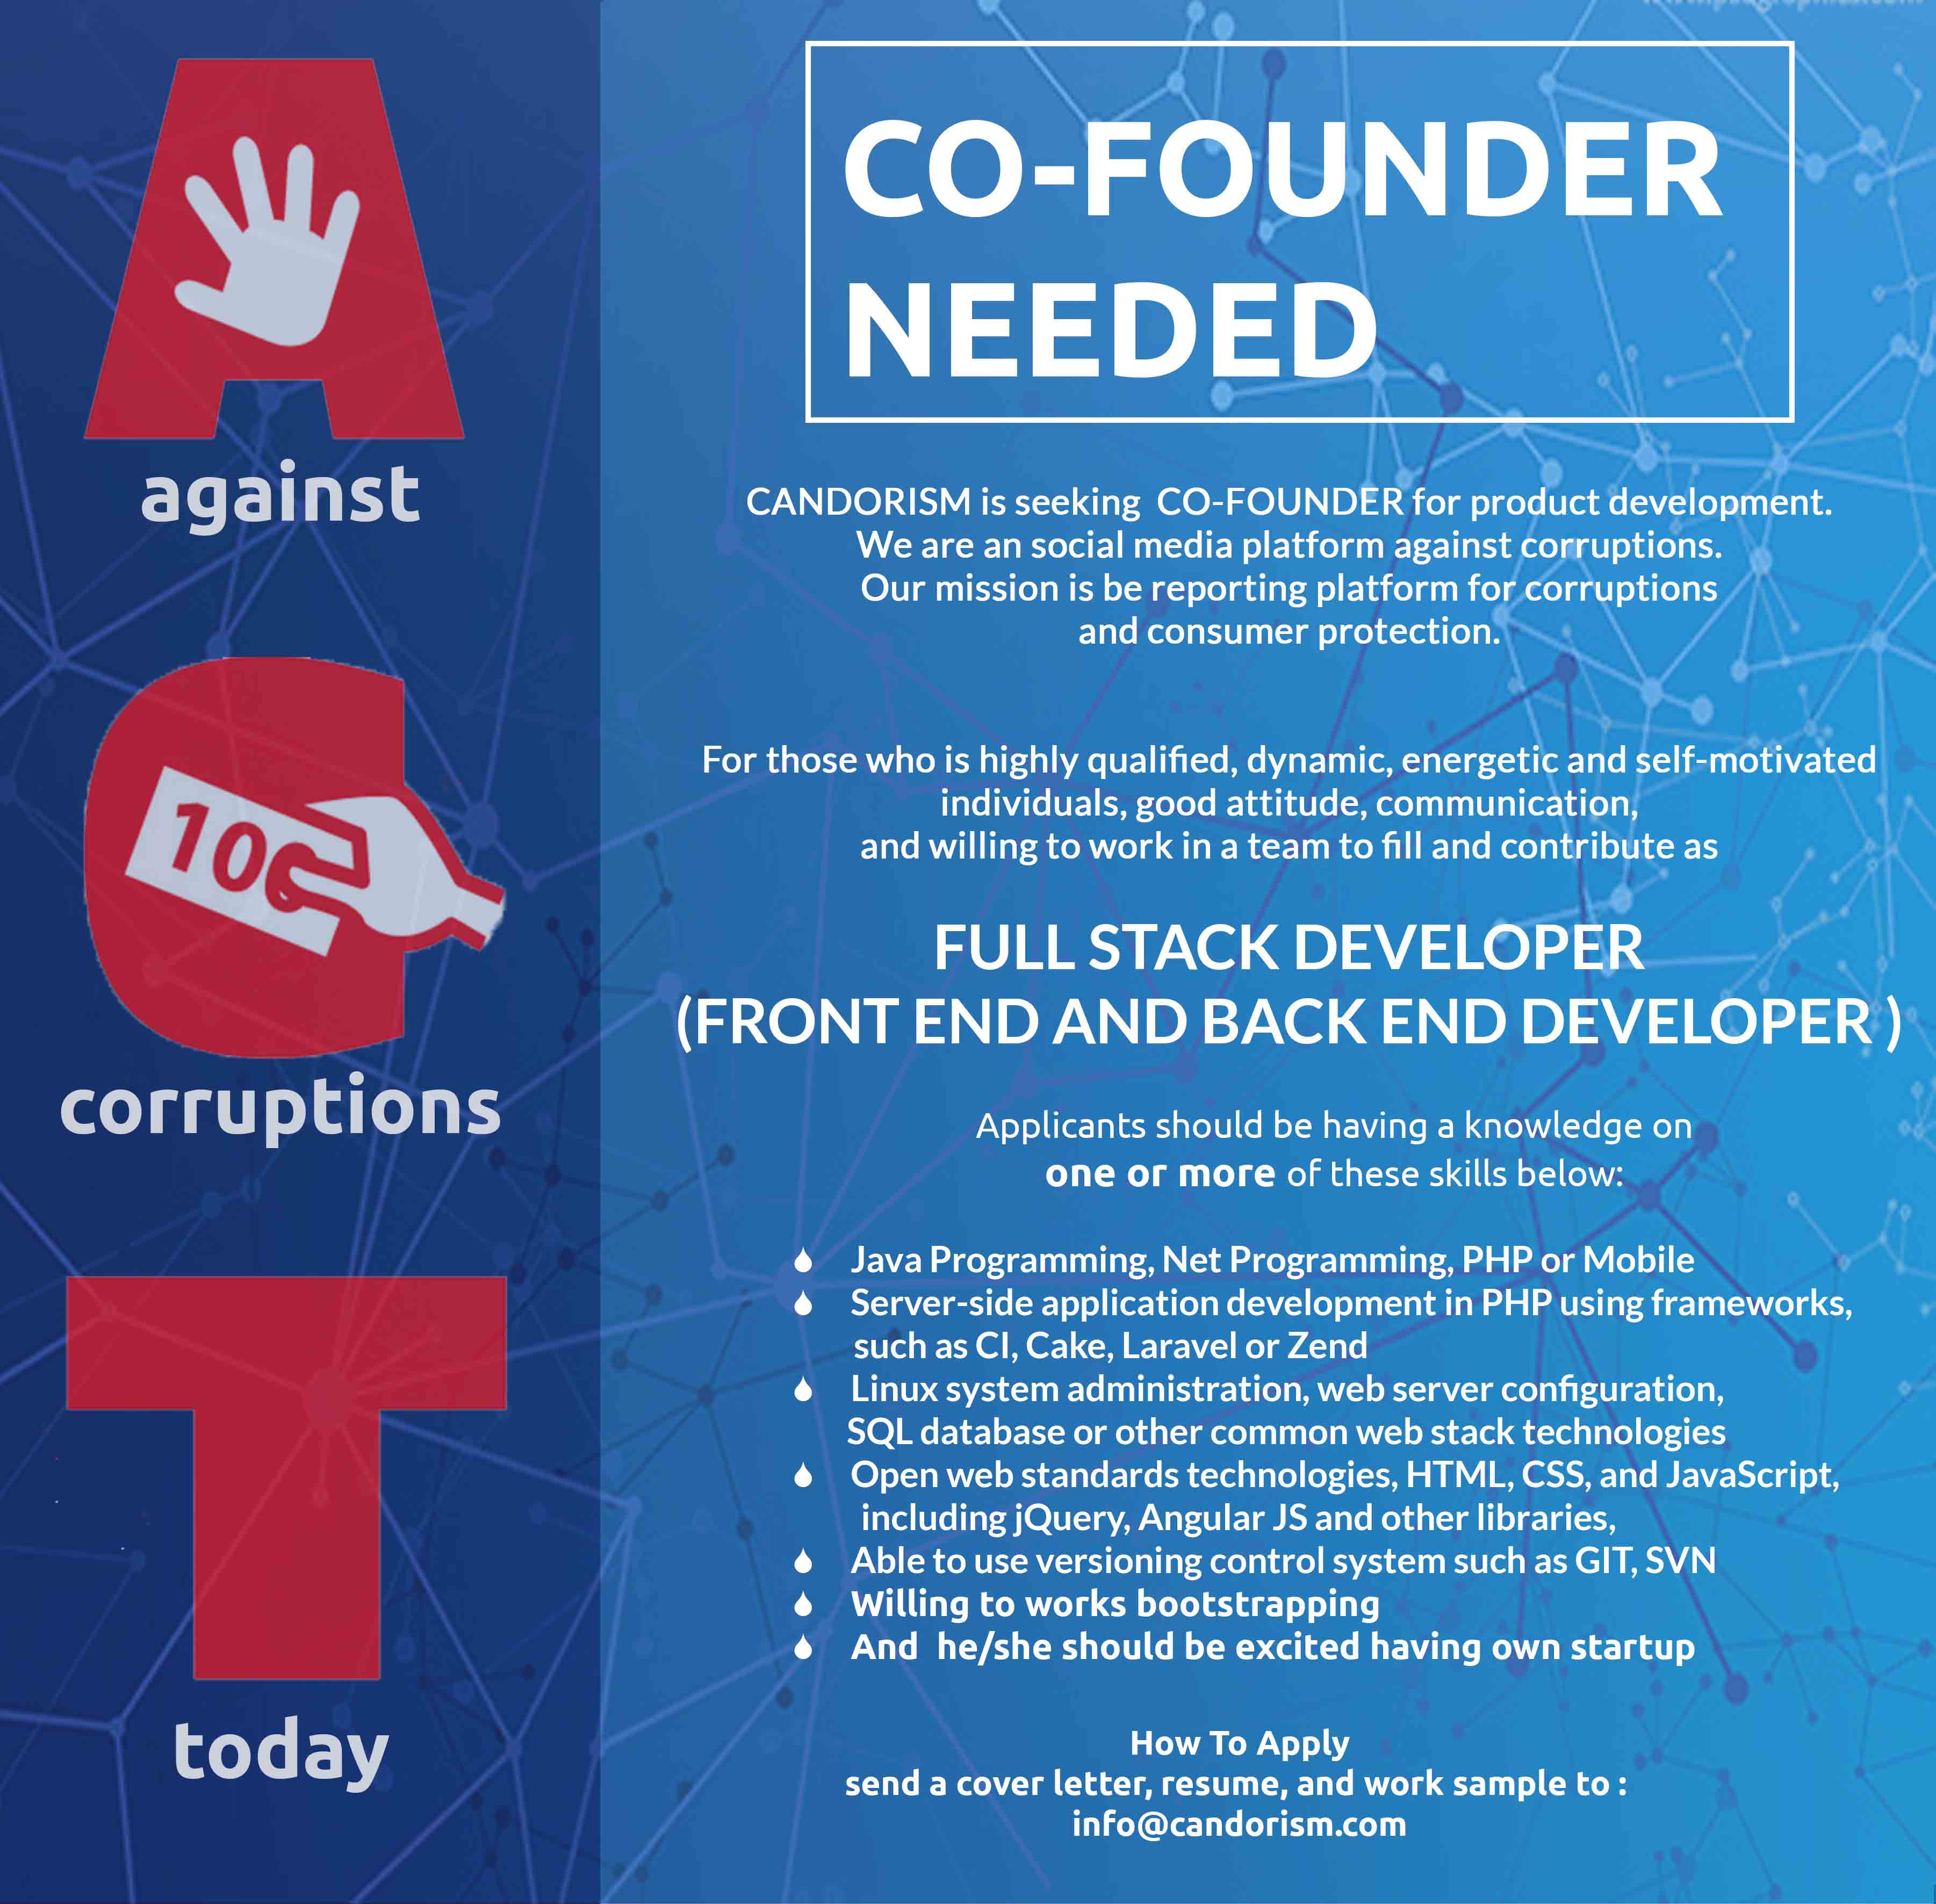 A
against
C
100
corruptions
T
today
CO-FOUNDER
NEEDED
CANDORISM is seeking CO-FOUNDER for product development.
We are an social media platform against corruptions.
Our mission is be reporting platform for corruptions
and consumer protection.
For those who is highly qualified, dynamic, energetic and self-motivated
individuals, good attitude, communication,
and willing to work in a team to fill and contribute as
FULL STACK DEVELOPER
(FRONT END AND BACK END DEVELOPER )
Applicants should be having a knowledge on
one or more of these skills below:
Java Programming, Net Programming, PHP or Mobile
Server-side application development in PHP using frameworks,
such as CI, Cake, Laravel or Zend
Linux system administration, web server configuration,
SQL database or other common web stack technologies
Open web standards technologies, HTML, CSS, and JavaScript,
including jQuery, Angular JS and other libraries,
Able to use versioning control system such as GIT, SVN
Willing to works bootstrapping
And he/she should be excited having own startup
How To Apply
send a cover letter, resume, and work sample to :
info@candorism.com